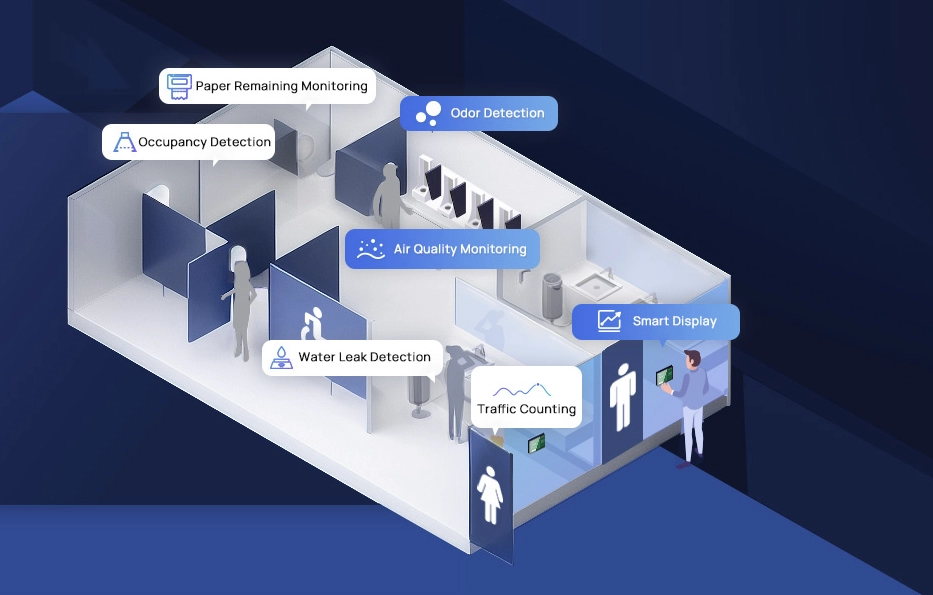 Paper Remaining Monitoring
Odor Detection
Occupancy Detection
Air Quality Monitoring
Smart Display
Water Leak Detection
Traffic Counting